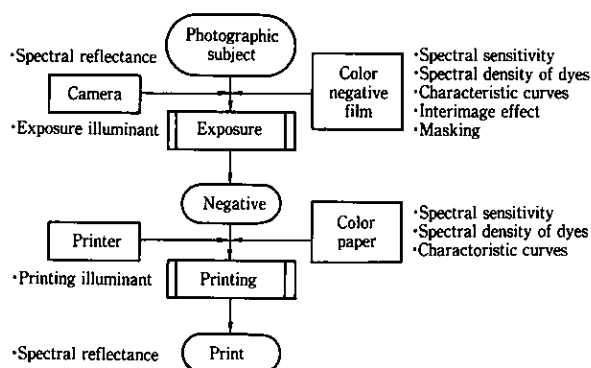 Photographic
subject
·Spectral reflectance
Camera
·Exposure illuminant
Color
negative
film
·Spectral sensitivity
·Spectral density of dyes
·Characteristic curves
·Interimage effect
·Masking
Exposure
Negative
Printer
·Printing illuminant
Color
paper
·Spectral sensitivity
·Spectral density of dyes
·Charactoristic curves
Printing
·Spectral reflectance
Print